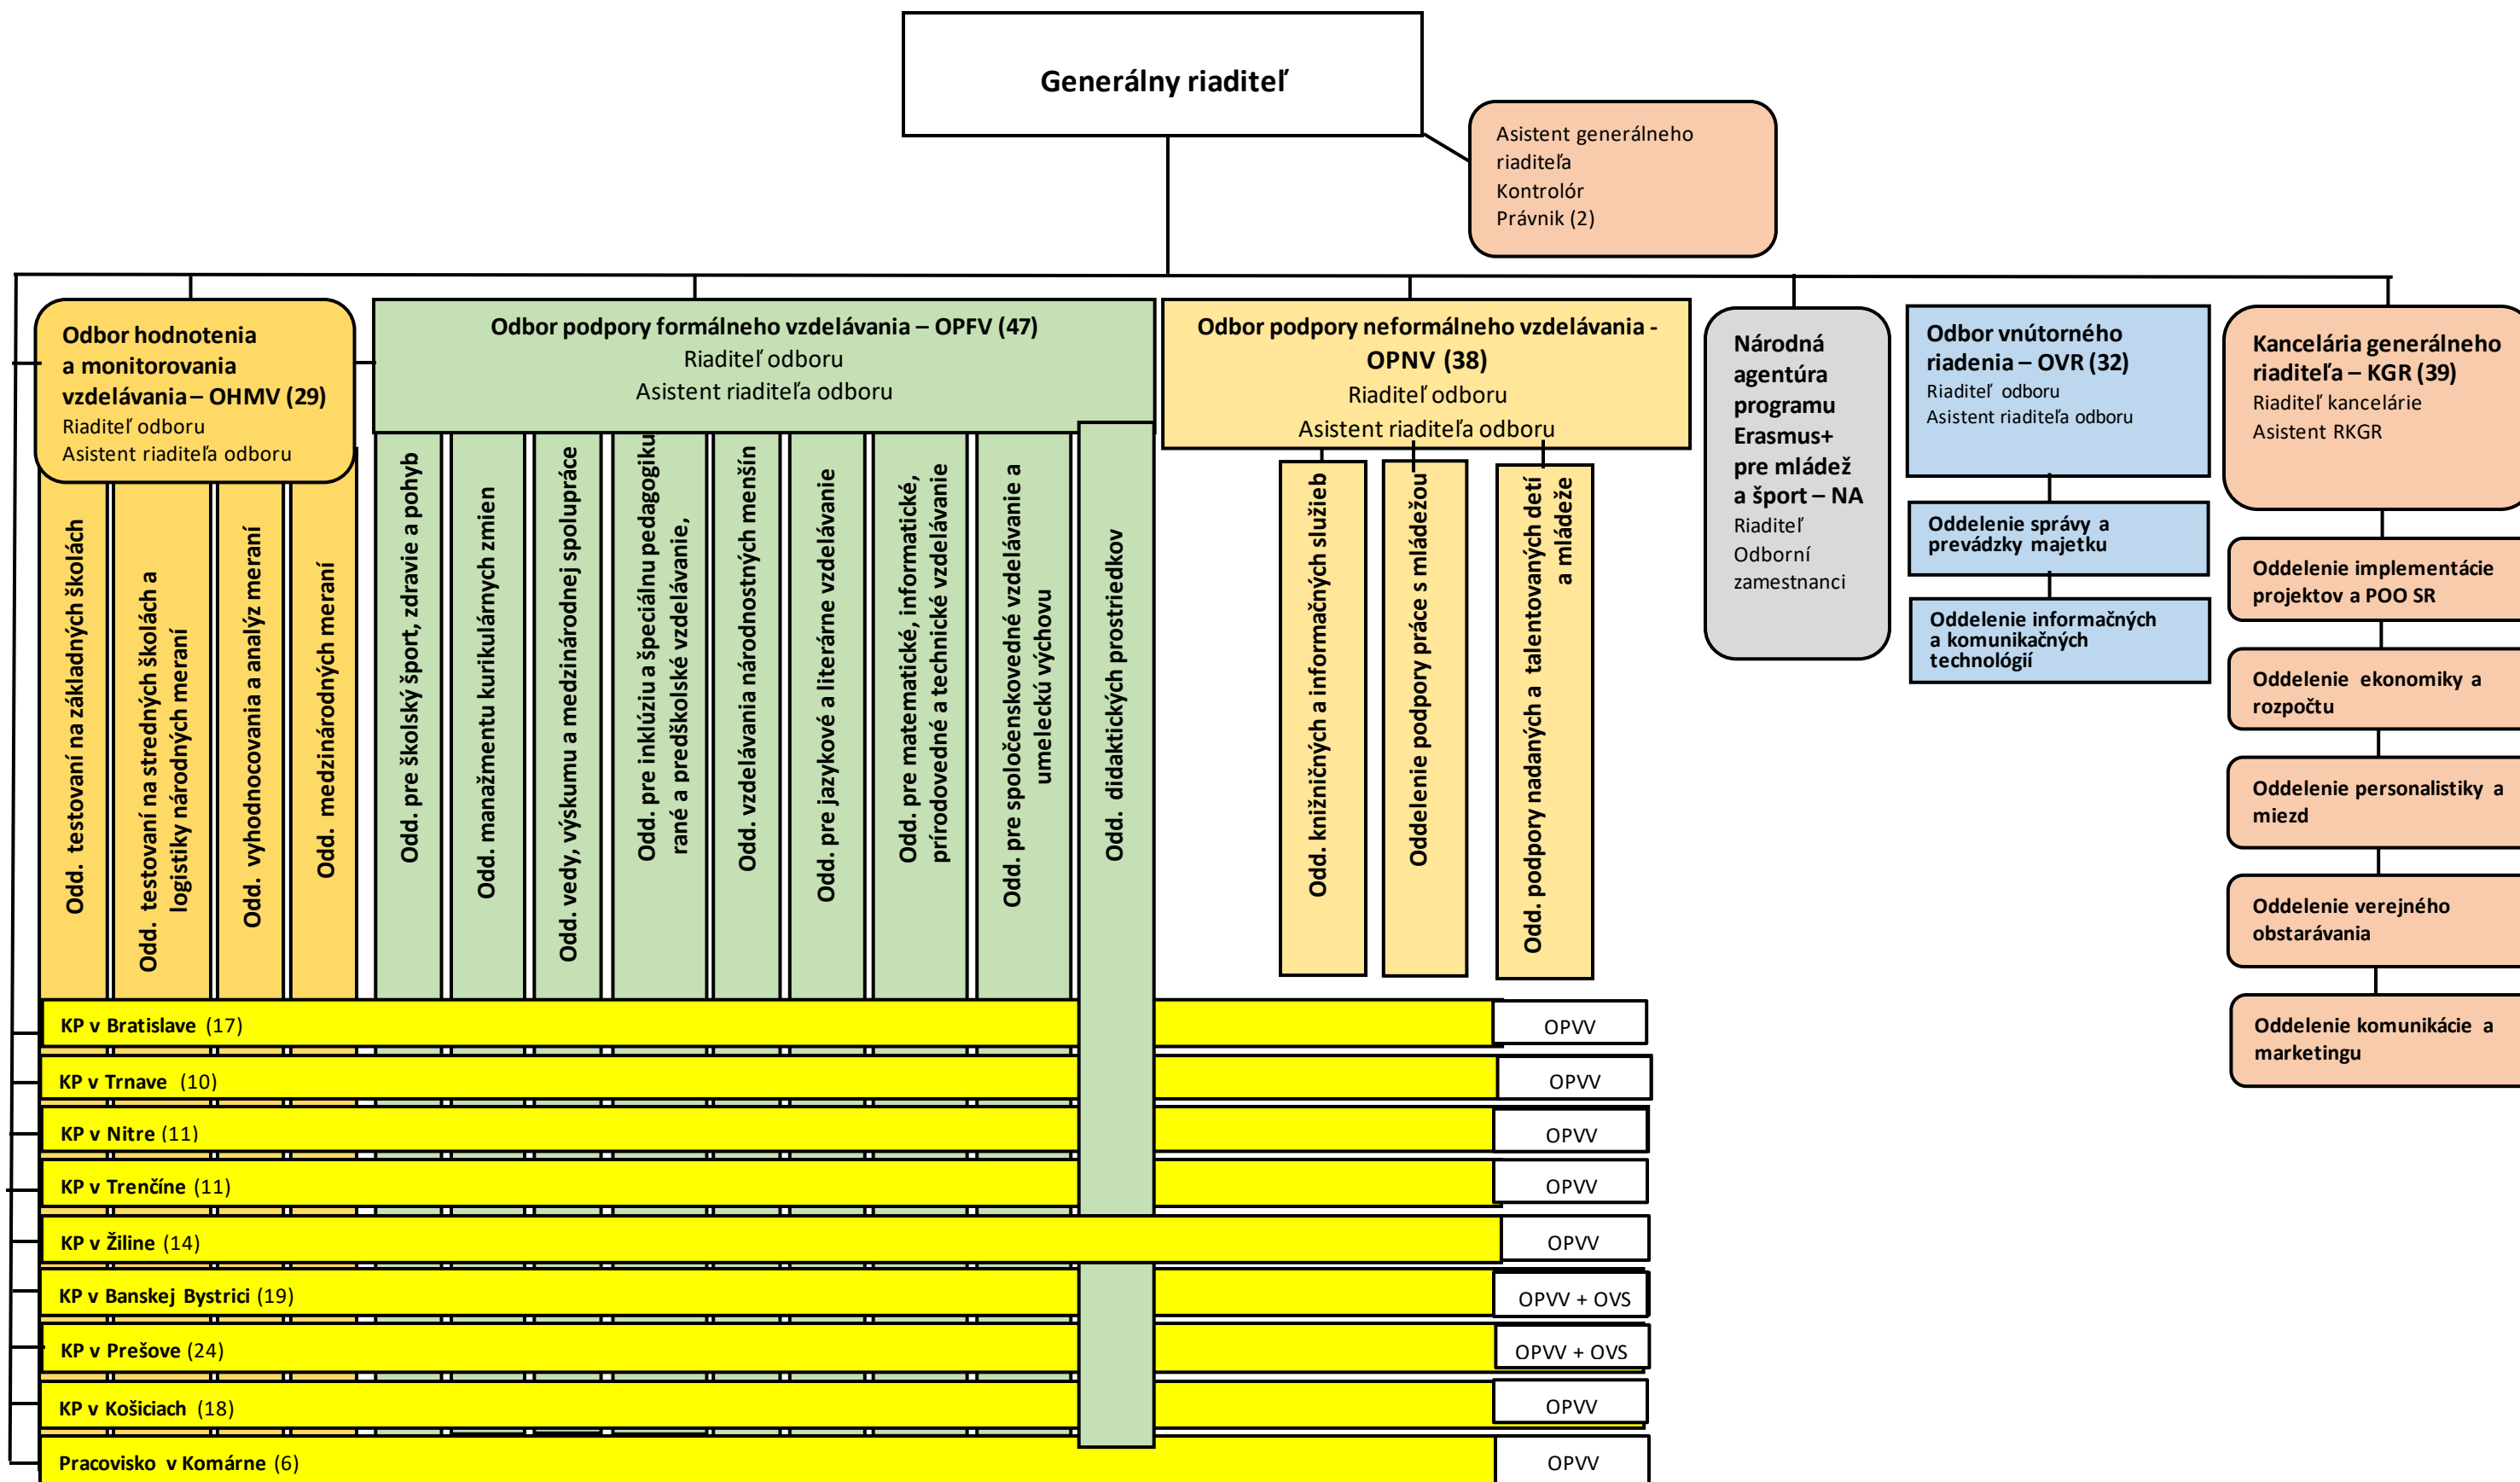 Generálny riaditeľ
Asistent generálneho
riaditeľa
Kontrolór
Právnik (2)
Odbor hodnotenia
a monitorovania
vzdelávania – OHMV (29)
Riaditeľ odboru
Asistent riaditeľa odboru
Odbor podpory formálneho vzdelávania – OPFV (47)
Riaditeľ odboru
Asistent riaditeľa odboru
Odbor podpory neformálneho vzdelávania -
OPNV (38)
Riaditeľ odboru
Asistent riaditeľa odboru
Národná
agentúra
programu
Erasmus+
pre mládež
a šport – NA
Riaditeľ
Odborní
zamestnanci
Odbor vnútorného
riadenia – OVR (32)
Riaditeľ odboru
Asistent riaditeľa odboru
Oddelenie správy a
prevádzky majetku
Oddelenie informačných
a komunikačných
technológií
Kancelária generálneho
riaditeľa – KGR (39)
Riaditeľ kancelárie
Asistent RKGR
Oddelenie implementácie
projektov a POO SR
Oddelenie ekonomiky a
rozpočtu
Oddelenie personalistiky a
miezd
Oddelenie verejného
obstarávania
Oddelenie komunikácie a
marketingu
Odd. testovaní na základných školách
Odd. testovaní na stredných školách a
logistiky národných meraní
Odd. vyhodnocovania a analýz meraní
Odd. medzinárodných meraní
Odd. pre školský šport, zdravie a pohyb
Odd. manažmentu kurikulárnych zmien
Odd. vedy, výskumu a medzinárodnej spolupráce
Odd. pre inklúziu a špeciálnu pedagogiku
rané a predškolské vzdelávanie,
Odd. vzdelávania národnostných menšín
Odd. pre jazykové a literárne vzdelávanie
Odd. pre matematické, informatické,
prírodovedné a technické vzdelávanie
Odd. pre spoločenskovedné vzdelávanie a
umeleckú výchovu
Odd. didaktických prostriedkov
Odd. knižničných a informačných služieb
Oddelenie podpory práce s mládežou
Odd. podpory nadaných a talentovaných detí
a mládeže
KP v Bratislave (17)
OPVV
KP v Trnave (10)
OPVV
KP v Nitre (11)
OPVV
KP v Trenčíne (11)
OPVV
KP v Žiline (14)
OPVV
KP v Banskej Bystrici (19)
OPVV + OVS
KP v Prešove (24)
OPVV + OVS
KP v Košiciach (18)
OPVV
Pracovisko v Komárne (6)
OPVV